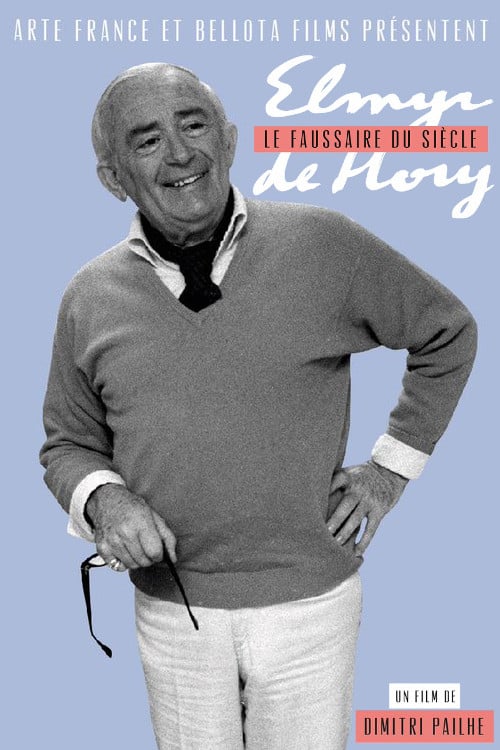 ARTE FRANCE ET BELLOTA FILMS PRÉSENTENT
Elmyr
LE FAUSSAIRE DU SIÈCLE
de Hory
UN FILM DE
DIMITRI PAILHE